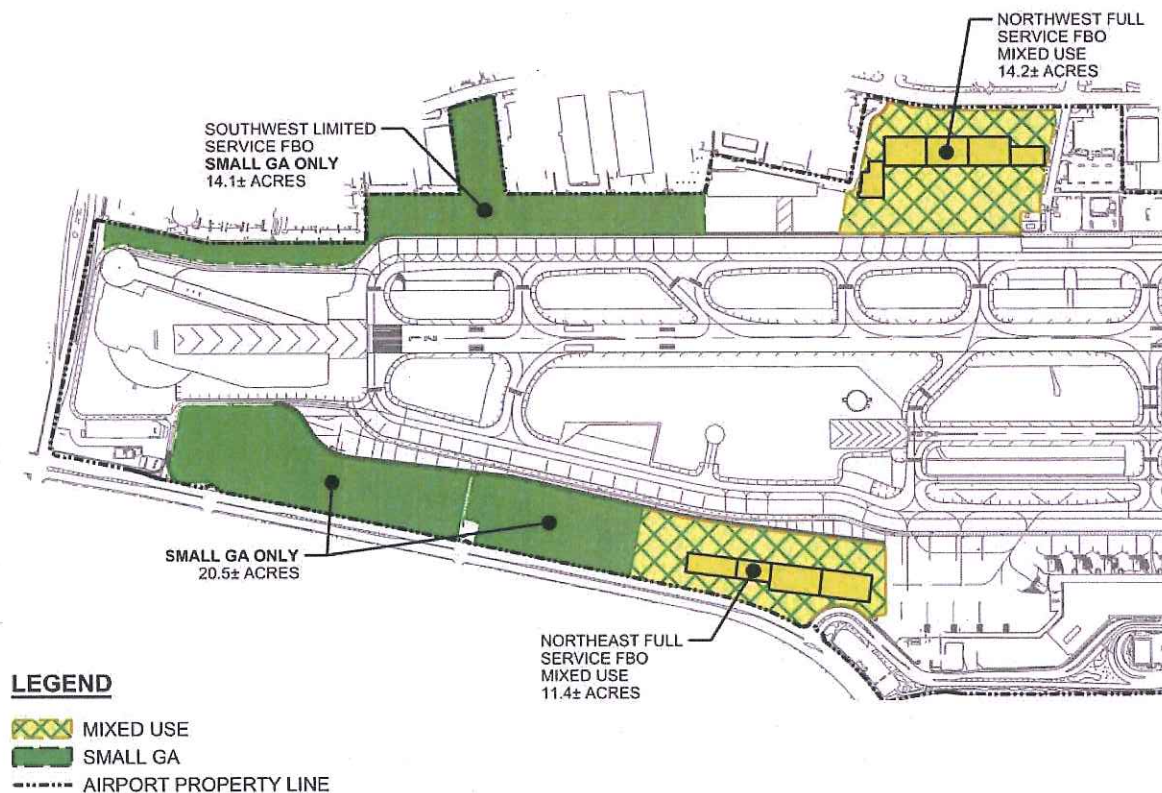 NORTHWEST FULL
SERVICE FBO
MIXED USE
14.2± ACRES
SOUTHWEST LIMITED
SERVICE FBO
SMALL GA ONLY
14.1± ACRES
SMALL GA ONLY
20.5± ACRES
NORTHEAST FULL
SERVICE FBO
MIXED USE
11.4± ACRES
LEGEND
MIXED USE
SMALL GA
AIRPORT PROPERTY LINE